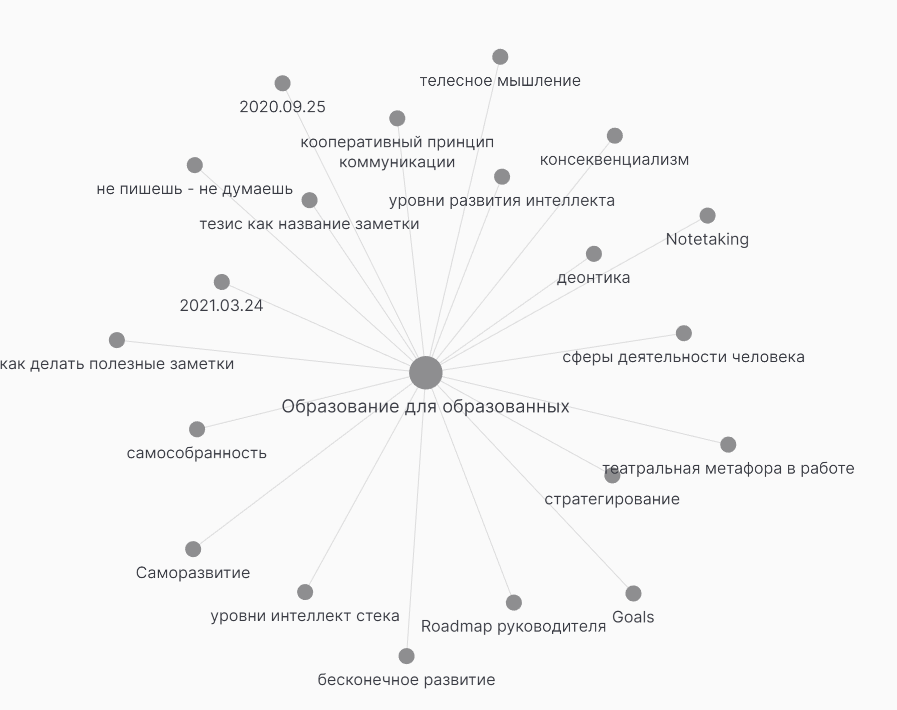 телесное мышление
2020.09.25
кооперативный принцип
коммуникации
консеквенциализм
не пишешь - не думаешь
уровни развития интеллекта
тезис как название заметки
Notetaking
деонтика
2021.03.24
сферы деятельности человека
как делать полезные заметки
Образование для образованных
самособранность
театральная метафора в работе
стратегирование
Саморазвитие
уровни интеллект стека
Goals
Roadmap руководителя
бесконечное развитие